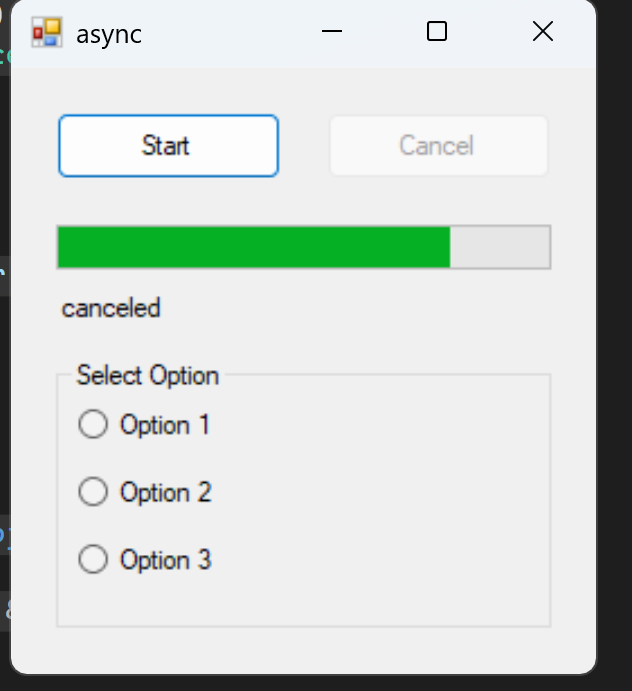 async
Start
Cancel
canceled
Select Option
Option 1
Option 2
Option 3